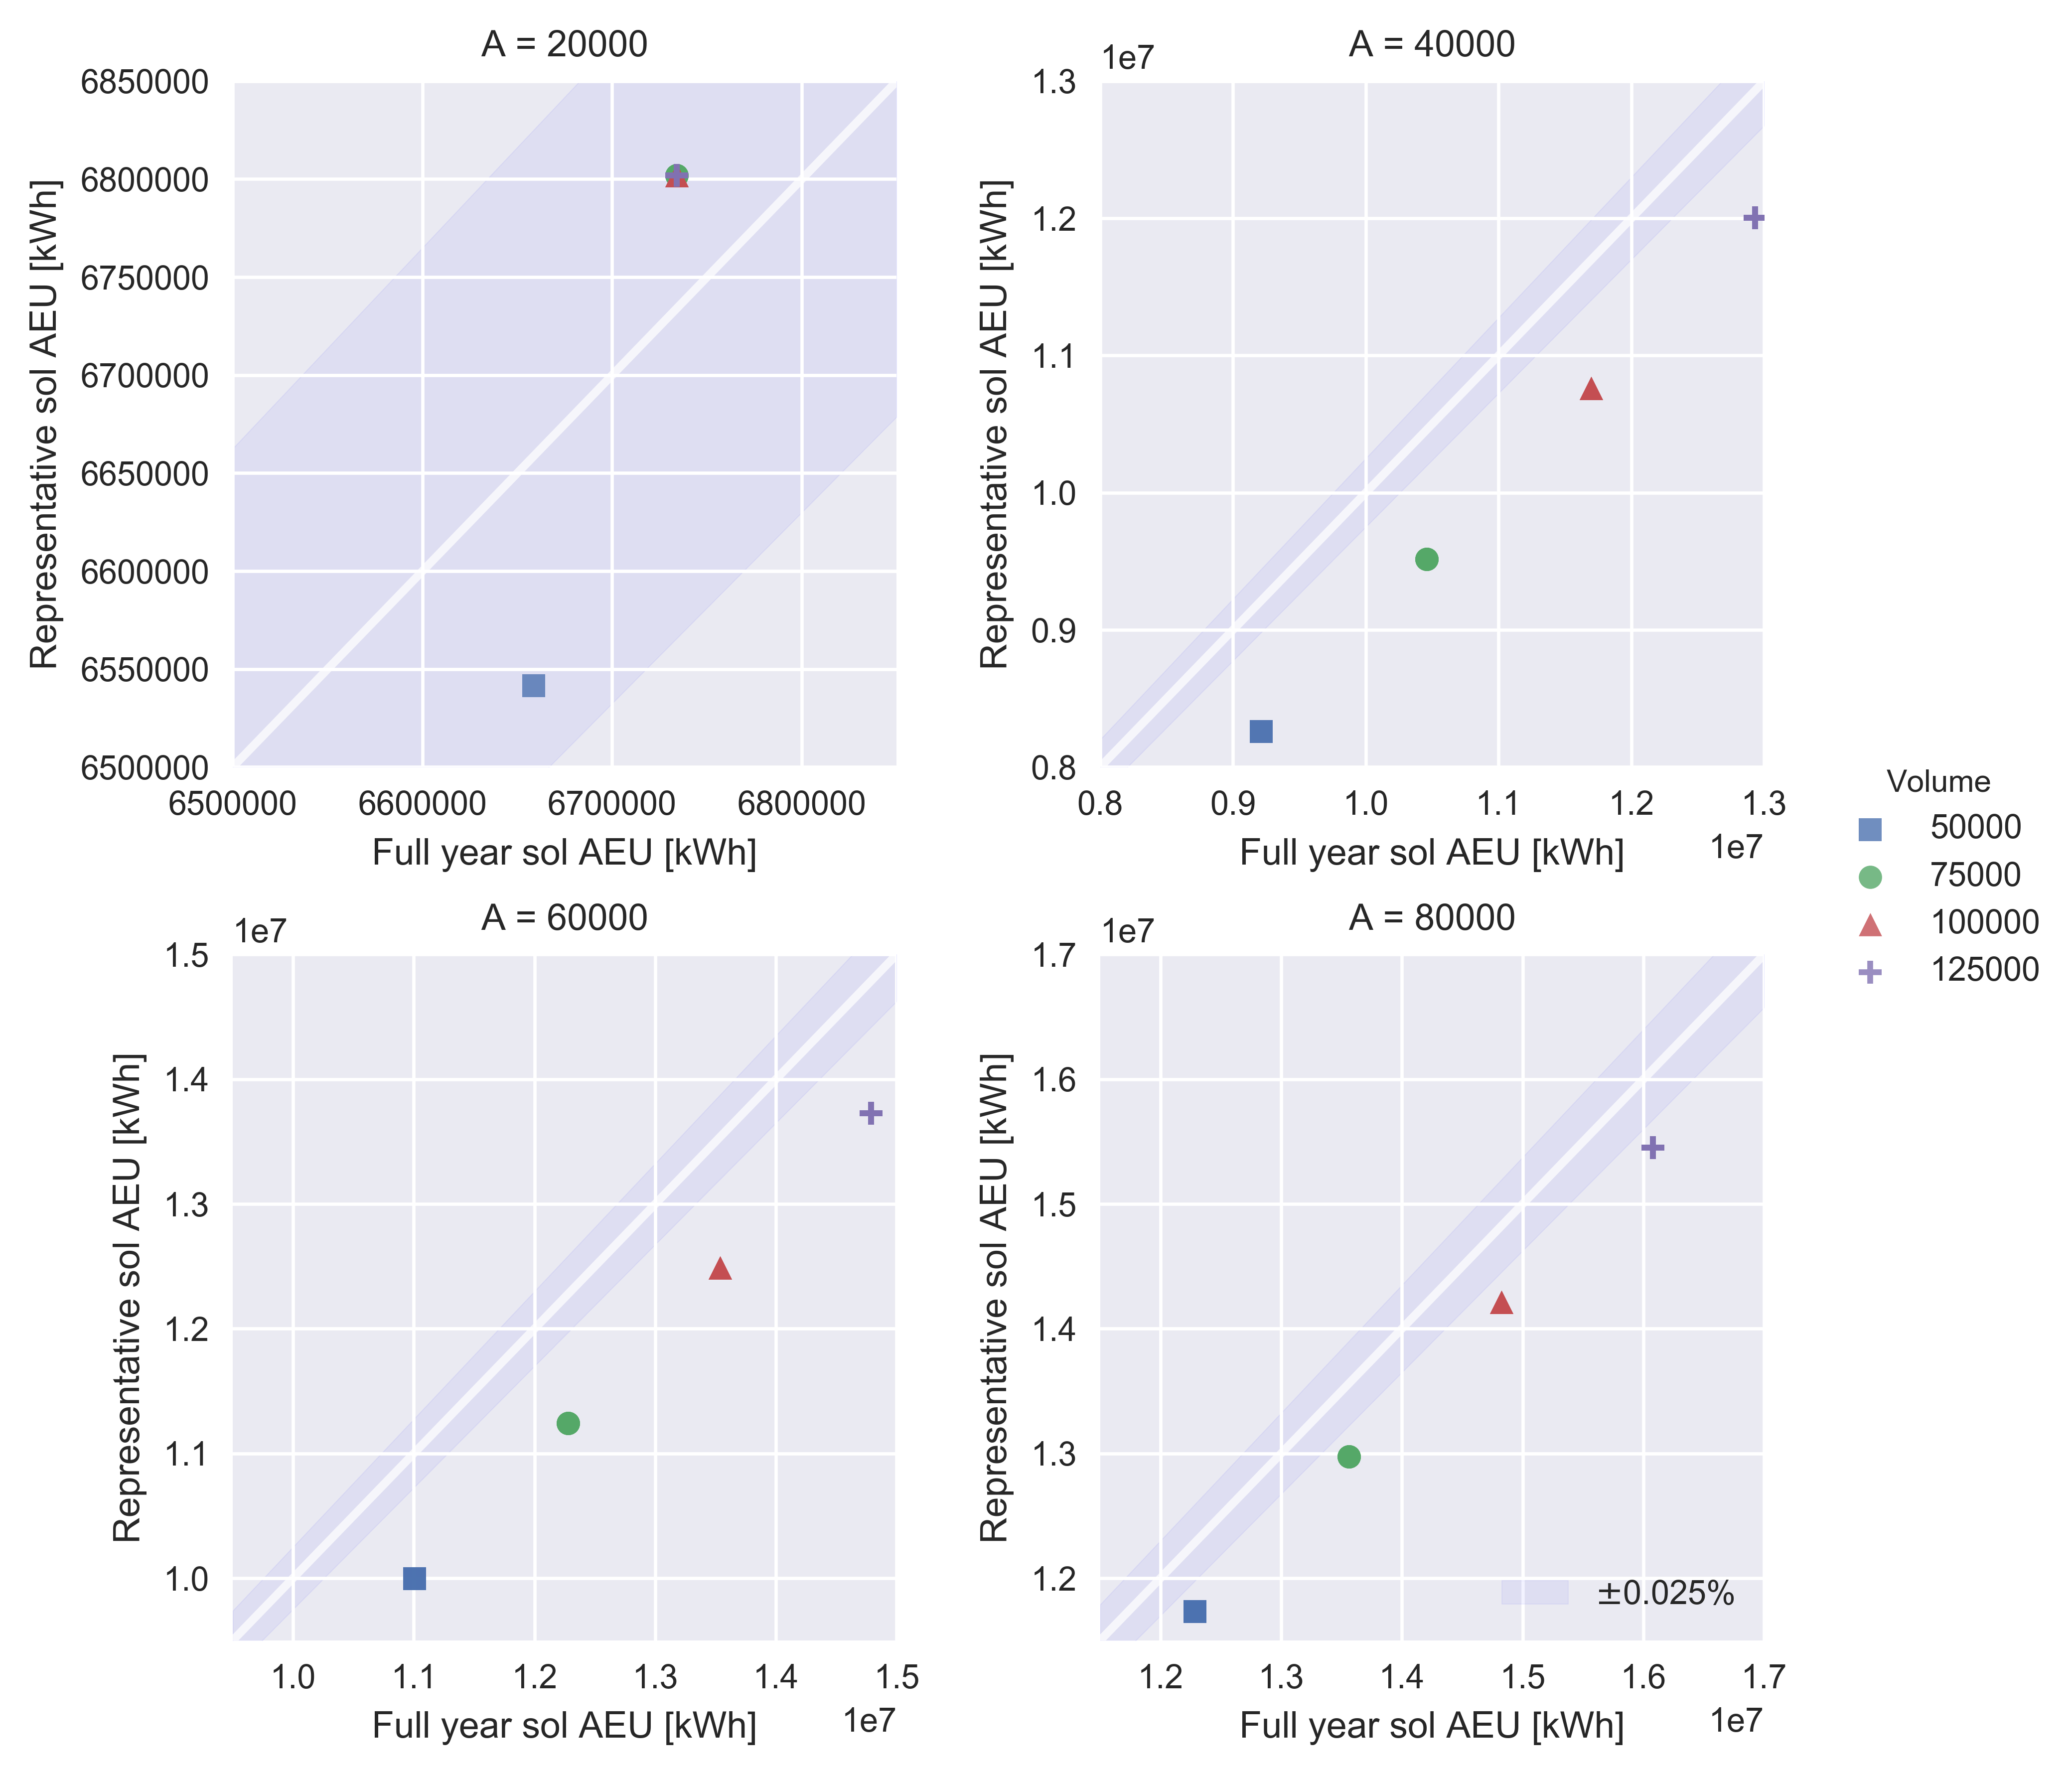 A = 20000
6850000
6800000
6750000
6700000
6650000
6600000
6550000
6500000
Representative sol AEU [kWh]
6500000 6600000 6700000 6800000
Full year sol AEU [kWh]
A = 40000
1e7
1.3
1.2
1.1
1.0
0.9
0.8
Representative sol AEU [kWh]
0.8 0.9 1.0 1.1 1.2 1.3
1e7
Full year sol AEU [kWh]
Volume
50000
75000
100000
125000
A = 60000
1e7
1.5
1.4
1.3
1.2
1.1
1.0
Representative sol AEU [kWh]
1.0 1.1 1.2 1.3 1.4 1.5
1e7
Full year sol AEU [kWh]
A = 80000
1e7
1.7
1.6
1.5
1.4
1.3
1.2
Representative sol AEU [kWh]
±0.025%
1.2 1.3 1.4 1.5 1.6 1.7
1e7
Full year sol AEU [kWh]